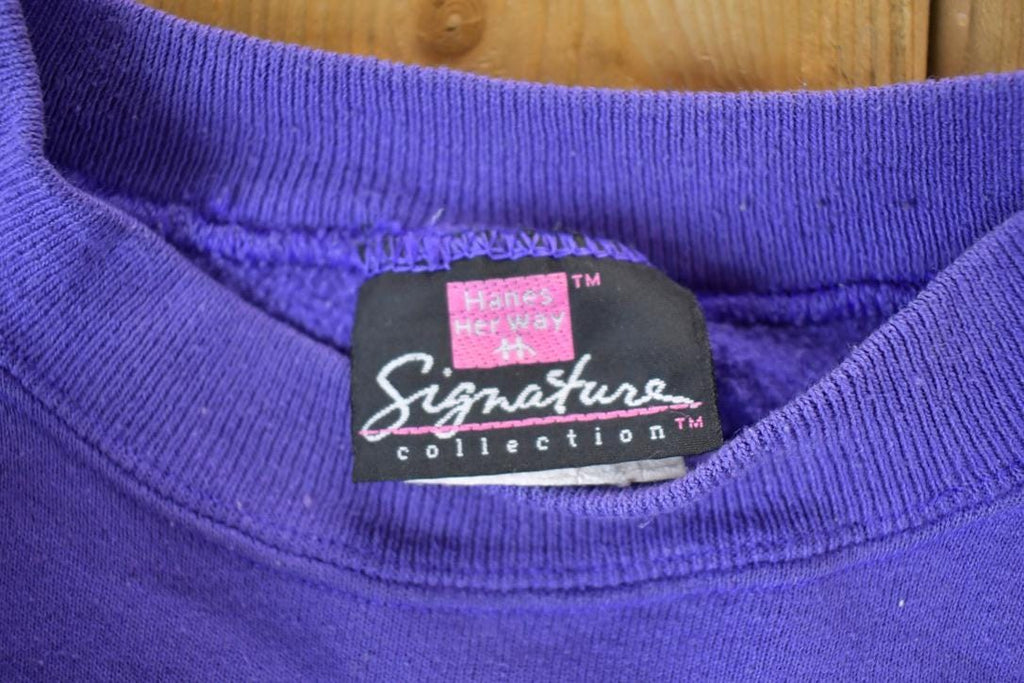 Hanes TM
Her Way
Signature
collection TM